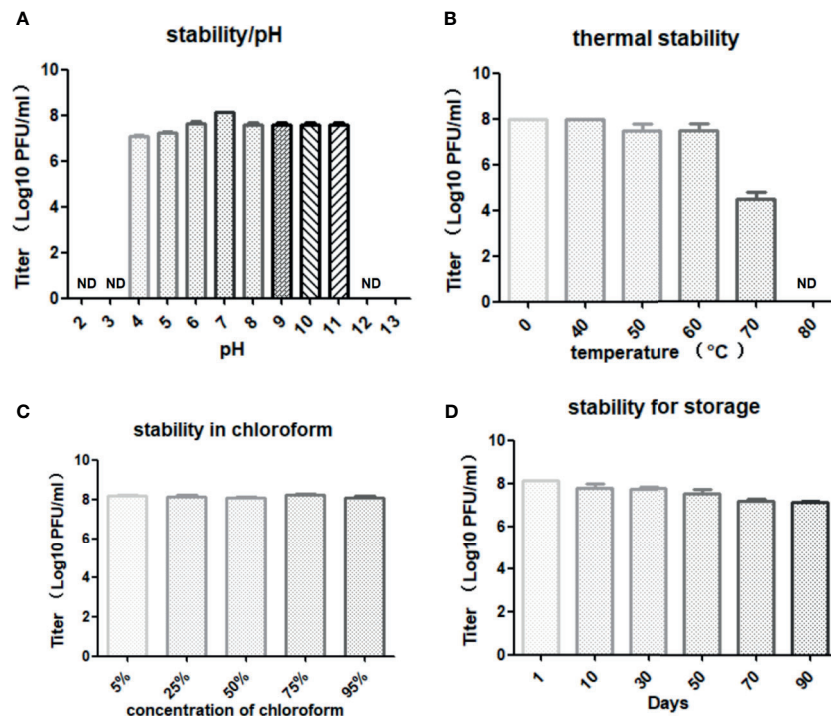 A
stability/pH
Titer （Log10 PFU/ml)
10
8
6
4
2
0
ND ND ND
2 3 4 5 6 7 8 9 10 11 12 13
pH
B
thermal stability
Titer （Log10 PFU/ml)
10
8
6
4
2
0
ND
0 40 50 60 70 80
temperature （°C）
C
stability in chloroform
Titer （Log10 PFU/ml)
10
8
6
4
2
0
5% 25% 50% 75% 95%
concentration of chloroform
D
stability for storage
Titer （Log10 PFU/ml)
10
8
6
4
2
0
1 10 30 50 70 90
Days